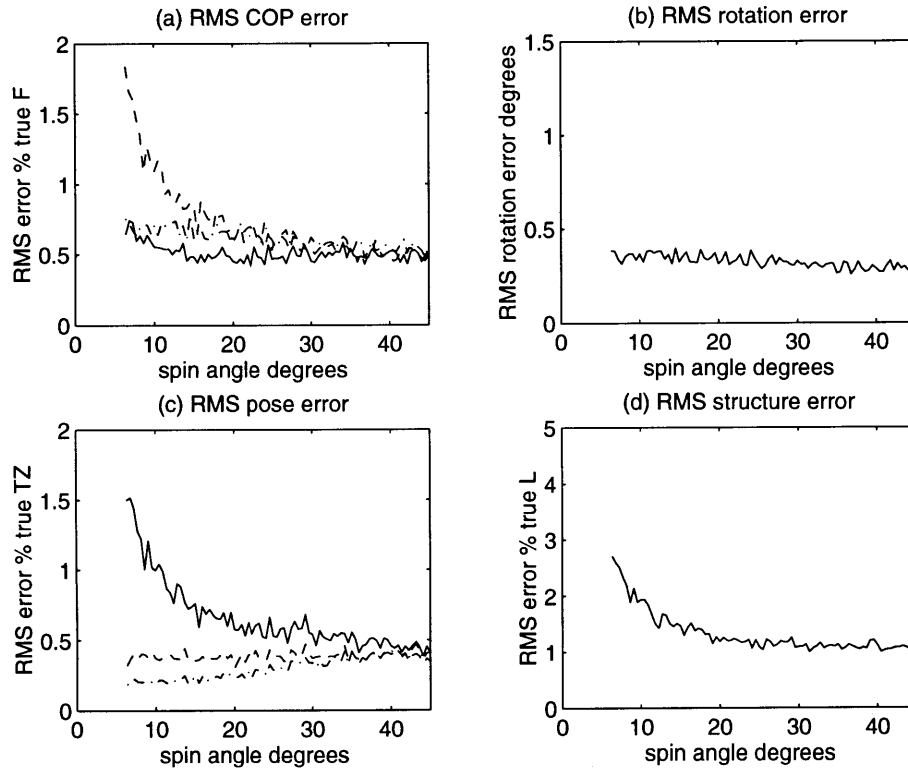 (a) RMS COP error
RMS error % true F
2
1.5
1
0.5
0
0 10 20 30 40
spin angle degrees
(b) RMS rotation error
RMS rotation error degrees
1.5
1
0.5
0
0 10 20 30 40
spin angle degrees
(c) RMS pose error
RMS error % true TZ
2
1.5
1
0.5
0
0 10 20 30 40
spin angle degrees
(d) RMS structure error
RMS error % true L
5
4
3
2
1
0
0 10 20 30 40
spin angle degrees